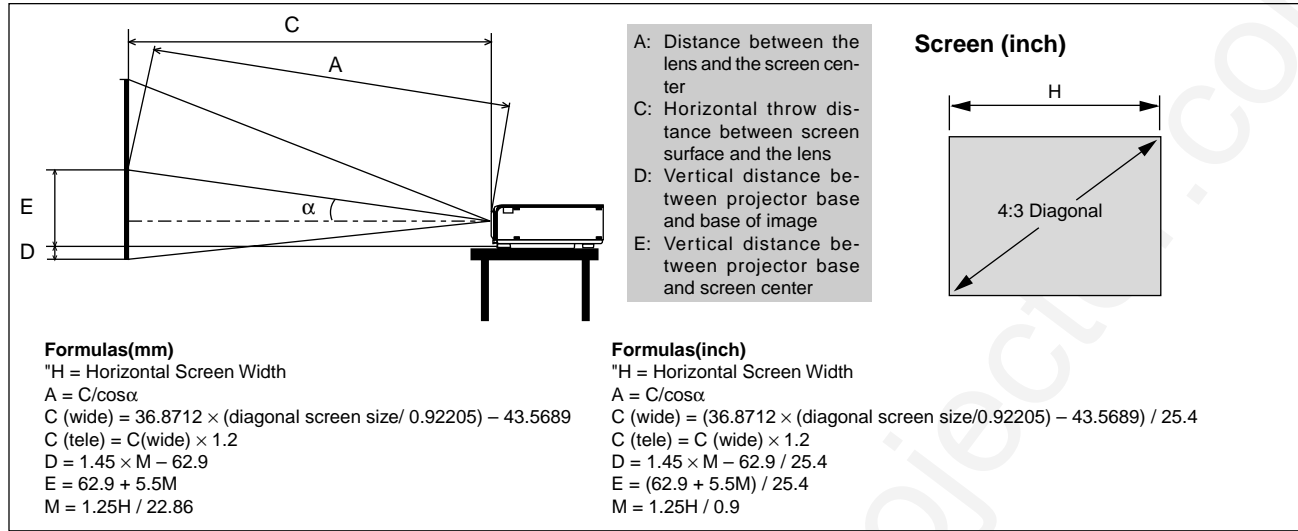 C
A
E
D
α
A: Distance between the
lens and the screen cen-
ter
C: Horizontal throw dis-
tance between screen
surface and the lens
D: Vertical distance be-
tween projector base
and base of image
E: Vertical distance be-
tween projector base
and screen center
Screen (inch)
H
4:3 Diagonal
Formulas(mm)
"H = Horizontal Screen Width
A = C/cosα
C (wide) = 36.8712 × (diagonal screen size/ 0.92205) – 43.5689
C (tele) = C(wide) × 1.2
D = 1.45 × M – 62.9
E = 62.9 + 5.5M
M = 1.25H / 22.86
Formulas(inch)
"H = Horizontal Screen Width
A = C/cosα
C (wide) = (36.8712 × (diagonal screen size/0.92205) – 43.5689) / 25.4
C (tele) = C (wide) × 1.2
D = 1.45 × M – 62.9 / 25.4
E = (62.9 + 5.5M) / 25.4
M = 1.25H / 0.9